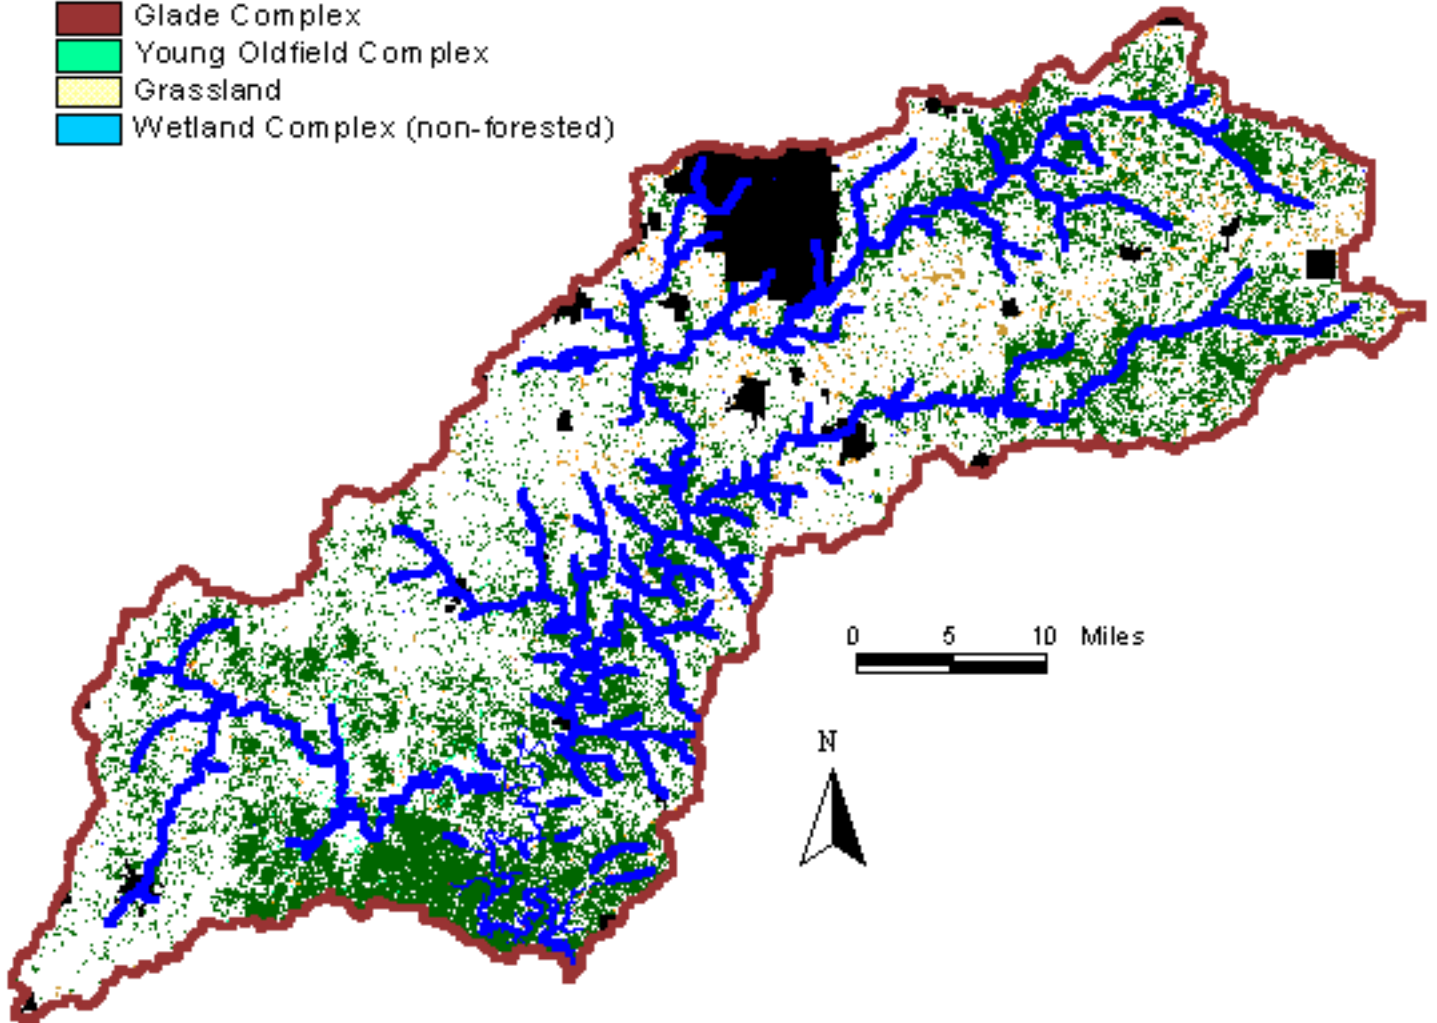 Glade Complex
Young Oldfield Complex
Grassland
Wetland Complex (non-forested)
0 5 10 Miles
N